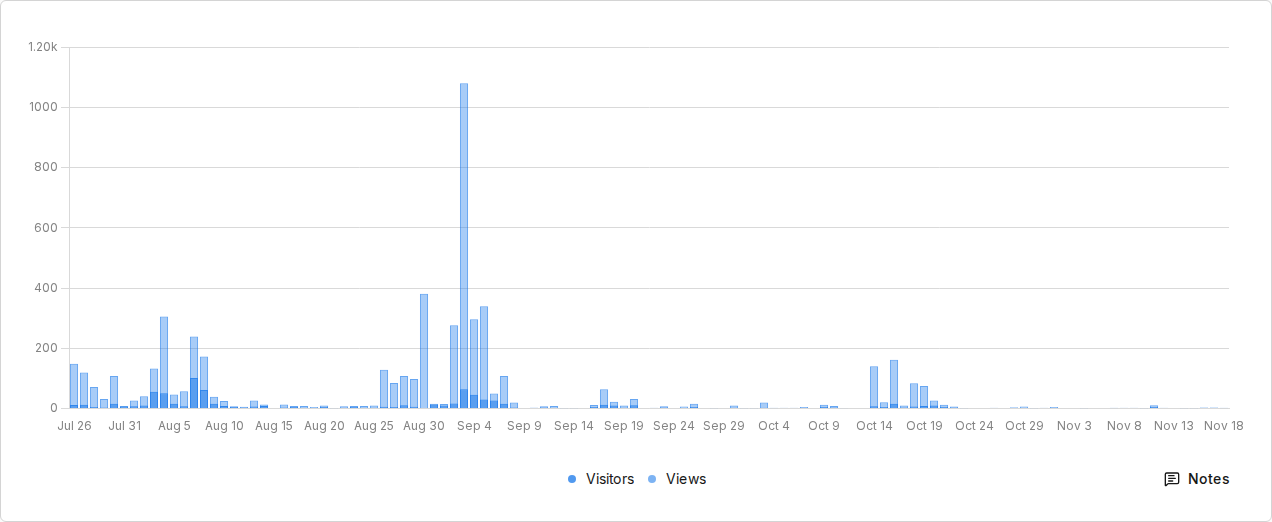 1.20k
1000
800
600
400
200
0
Jul 26 Jul 31 Aug 5 Aug 10 Aug 15 Aug 20 Aug 25 Aug 30 Sep 4 Sep 9 Sep 14 Sep 19 Sep 24 Sep 29 Oct 4 Oct 9 Oct 14 Oct 19 Oct 24 Oct 29 Nov 3 Nov 8 Nov 13 Nov 18
Visitors Views Notes